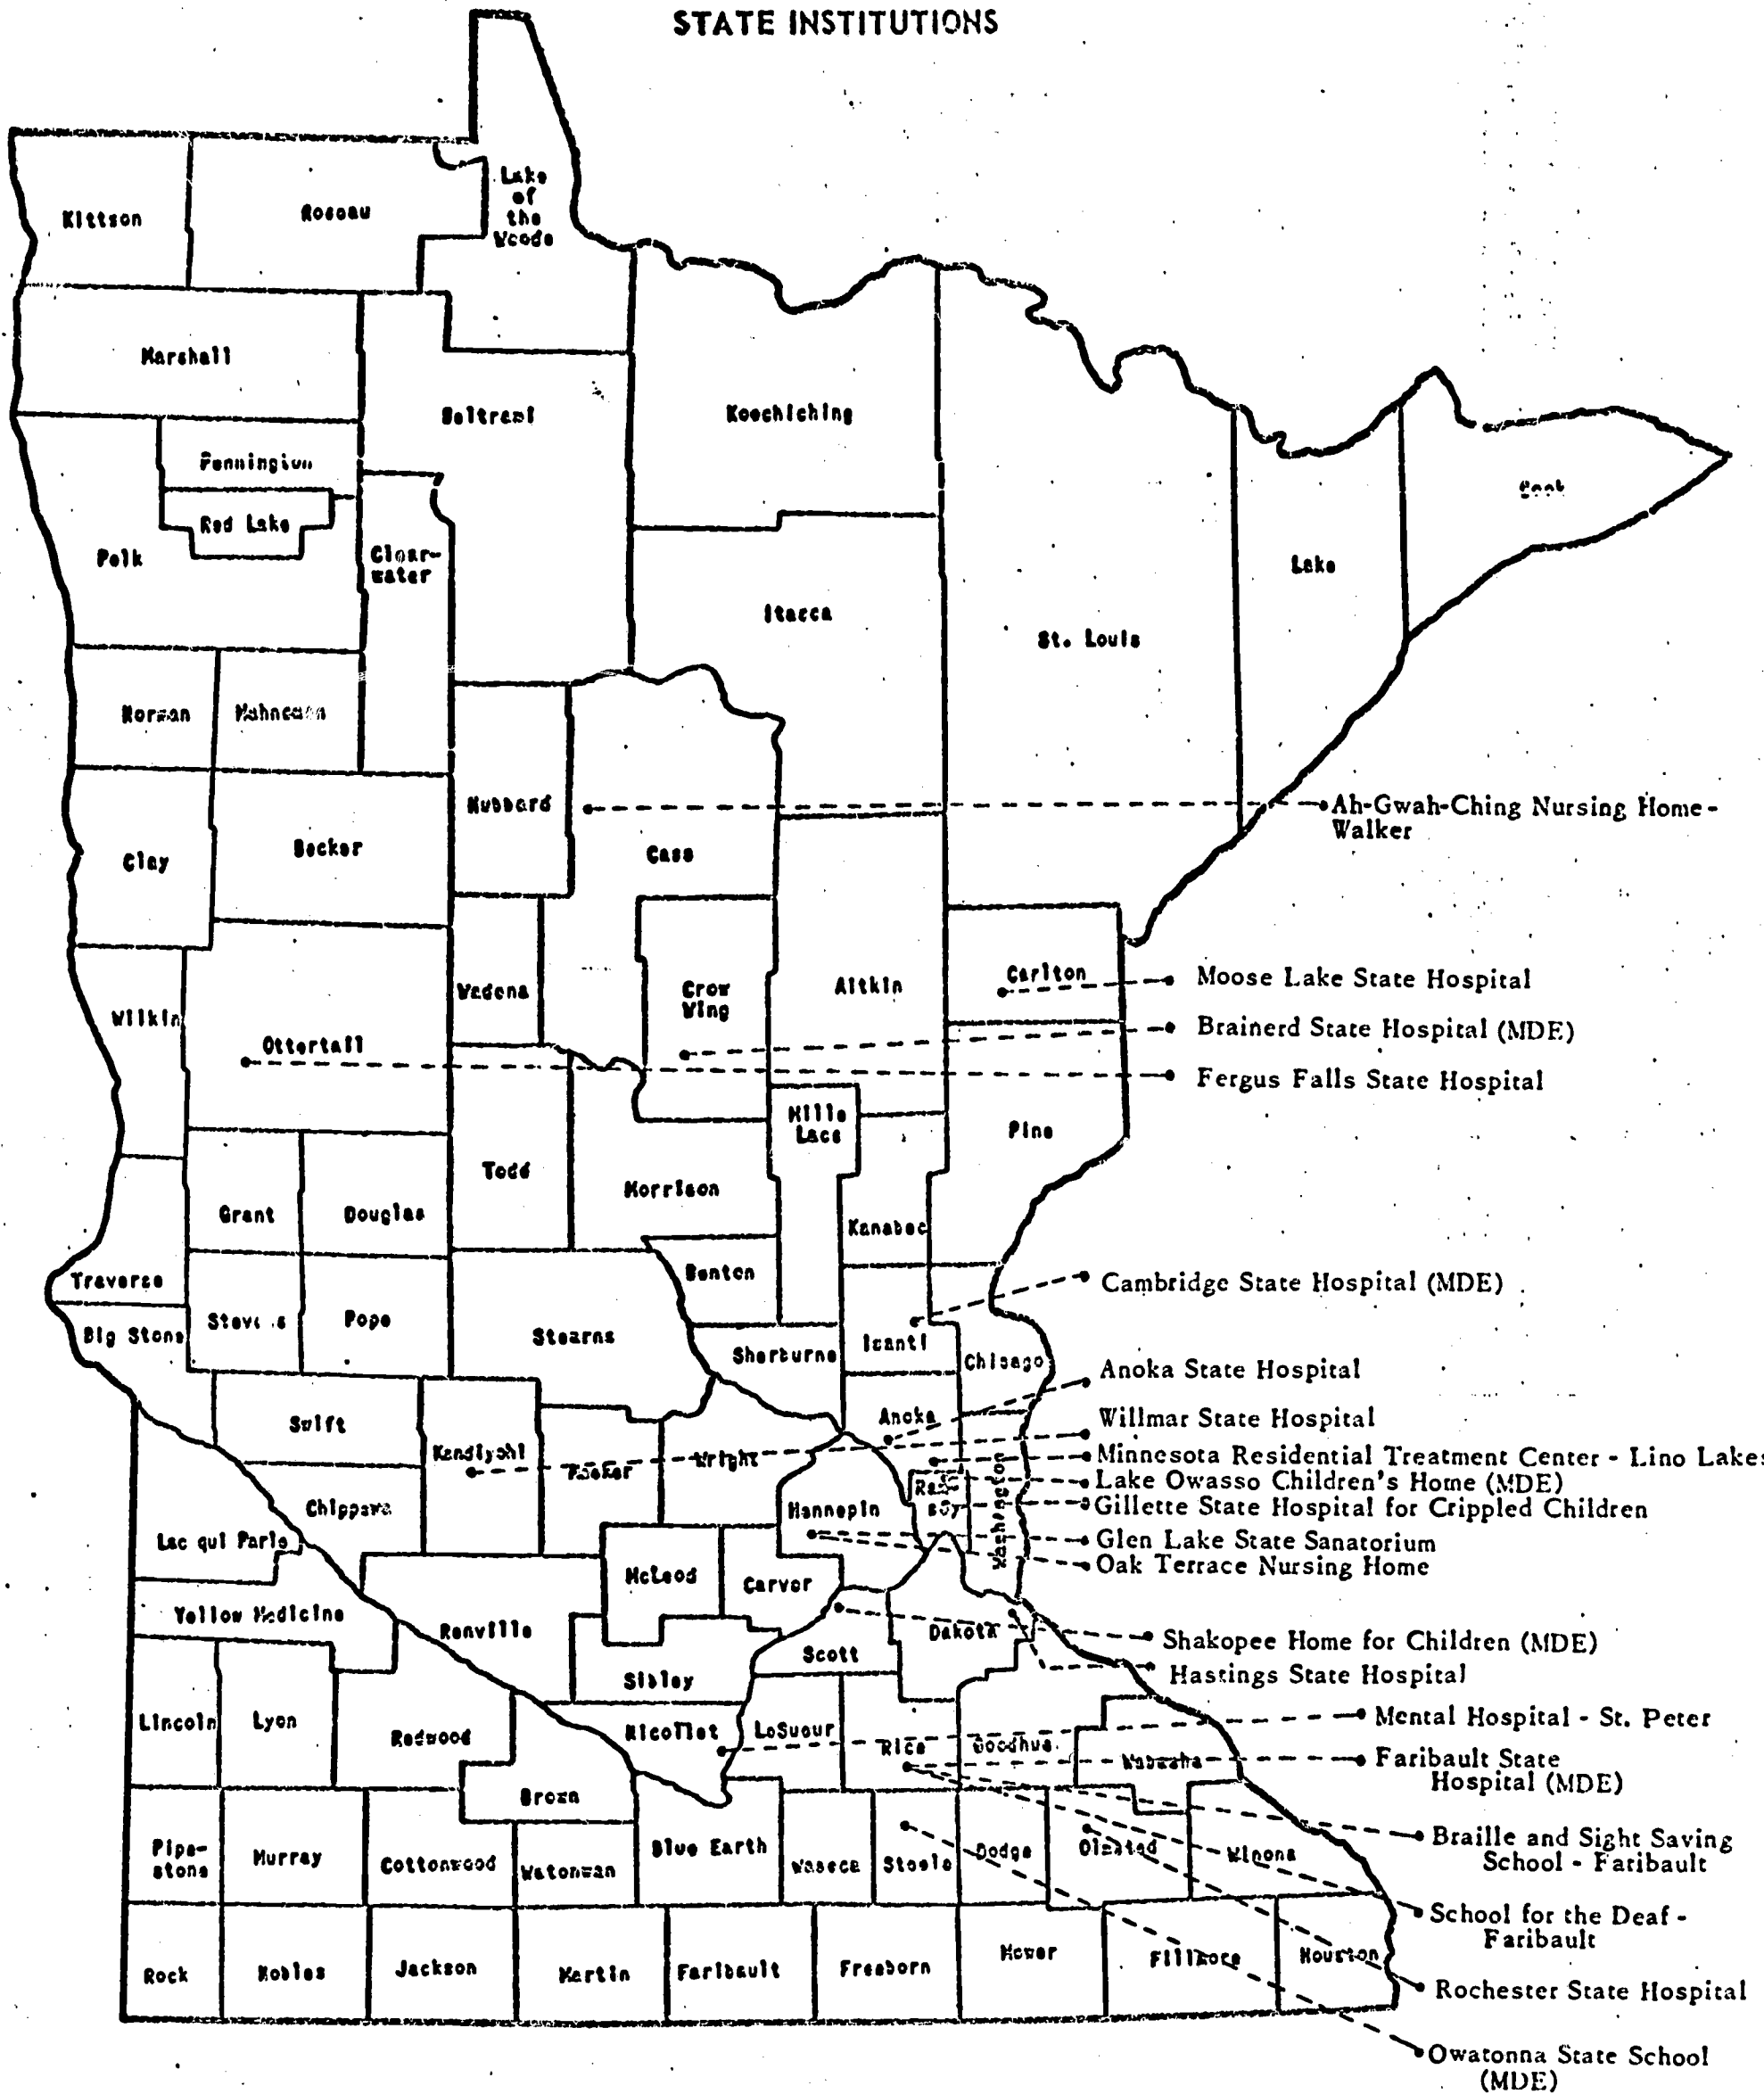 STATE INSTITUTIONS
Lake
of
the
Woods
Kittson
Roseau
Marshall
Beltrami
Koochiching
Pennington
Red Lake
Polk
Clear-
water
Cook
Lake
Itasca
St. Louis
Norman
Mahnomen
Hubbard
Ah-Gwah-Ching Nursing Home -
Walker
Clay
Becker
Cass
Wadena
Crow
Wing
Aitkin
Carlton
Moose Lake State Hospital
Wilkin
Ottertail
Brainerd State Hospital (MDE)
Fergus Falls State Hospital
Mille
Lacs
Pine
Todd
Morrison
Grant
Douglas
Kanabec
Traverse
Benton
Cambridge State Hospital (MDE)
Big Stone
Stevens
Pope
Stearns
Sherburne
Isanti
Chisago
Anoka State Hospital
Swift
Anoka
Willmar State Hospital
Kandiyohi
Meeker
Wright
Minnesota Residential Treatment Center - Lino Lakes
Ram-
sey
Washington
Lake Owasso Children's Home (MDE)
Chippewa
Hennepin
Gillette State Hospital for Crippled Children
Lac qui Parle
Glen Lake State Sanatorium
Oak Terrace Nursing Home
McLeod
Carver
Yellow Medicine
Renville
Dakota
Shakopee Home for Children (MDE)
Scott
Hastings State Hospital
Sibley
Lincoln
Lyon
Redwood
Nicollet
LeSueur
Rice
Goodhue
Wabasha
Mental Hospital - St. Peter
Faribault State
Hospital (MDE)
Brown
Pipe-
stone
Murray
Cottonwood
Watonwan
Blue Earth
Waseca
Steele
Dodge
Olmsted
Winona
Braille and Sight Saving
School - Faribault
School for the Deaf -
Faribault
Rock
Nobles
Jackson
Martin
Faribault
Freeborn
Mower
Fillmore
Houston
Rochester State Hospital
Owatonna State School
(MDE)